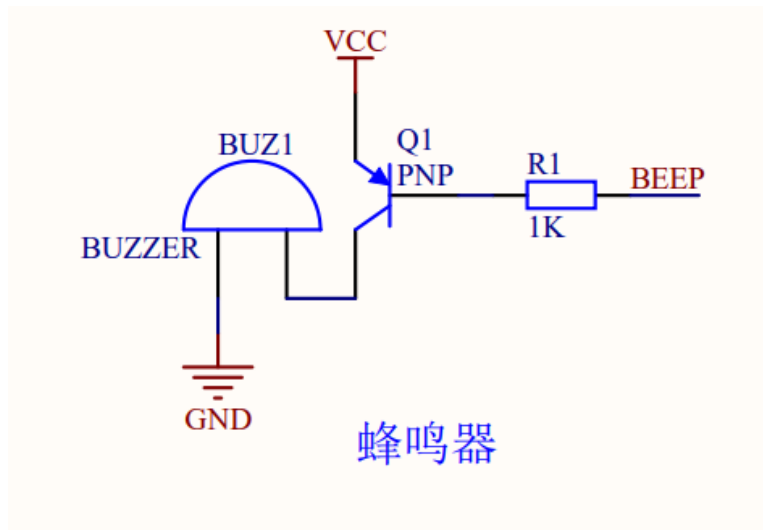 VCC
BUZ1
Q1
PNP
R1
BEEP
1K
BUZZER
GND
蜂鸣器